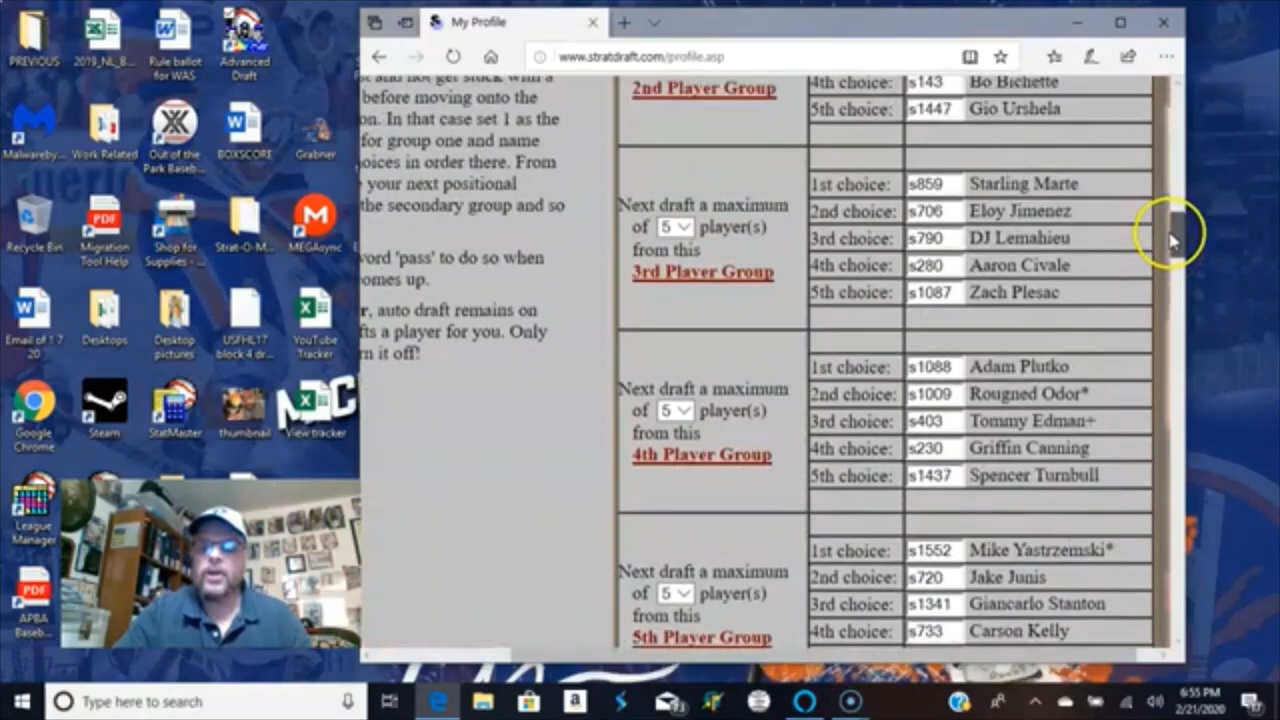 PREVIOUS
2019_NL_B...
Rule ballot
for WAS
Advanced
Draft
Malwareby...
Work Related
Out of the
Park Baseb...
BOXSCORE
Grabner
Recycle Bin
PDF
Migration
Tool Help
Shop for
Supplies -...
Strat-O-M...
MEGAsync
Email of 1 7
20
Desktops
Desktop
pictures
USFHL17
block 4 dr...
YouTube
Tracker
Google
Chrome
Steam
StatMaster
thumbnail
View tracker
League
Manager
PDF
APBA
Baseb...
My Profile
www.stratdraft.com/profile.asp
st and not get stuck with a
before moving onto the
on. In that case set 1 as the
for group one and name
oices in order there. From
your next positional
the secondary group and so
word 'pass' to do so when
omes up.
r, auto draft remains on
fts a player for you. Only
rn it off!
2nd Player Group
4th choice: s143 Bo Bichette
5th choice: s1447 Gio Urshela
Next draft a maximum
of 5 player(s)
from this
3rd Player Group
1st choice: s859 Starling Marte
2nd choice: s706 Eloy Jimenez
3rd choice: s790 DJ Lemahieu
4th choice: s280 Aaron Civale
5th choice: s1087 Zach Plesac
Next draft a maximum
of 5 player(s)
from this
4th Player Group
1st choice: s1088 Adam Plutko
2nd choice: s1009 Rougned Odor*
3rd choice: s403 Tommy Edman+
4th choice: s230 Griffin Canning
5th choice: s1437 Spencer Turnbull
Next draft a maximum
of 5 player(s)
from this
5th Player Group
1st choice: s1552 Mike Yastrzemski*
2nd choice: s720 Jake Junis
3rd choice: s1341 Giancarlo Stanton
4th choice: s733 Carson Kelly
Type here to search
6:55 PM
2/21/2020